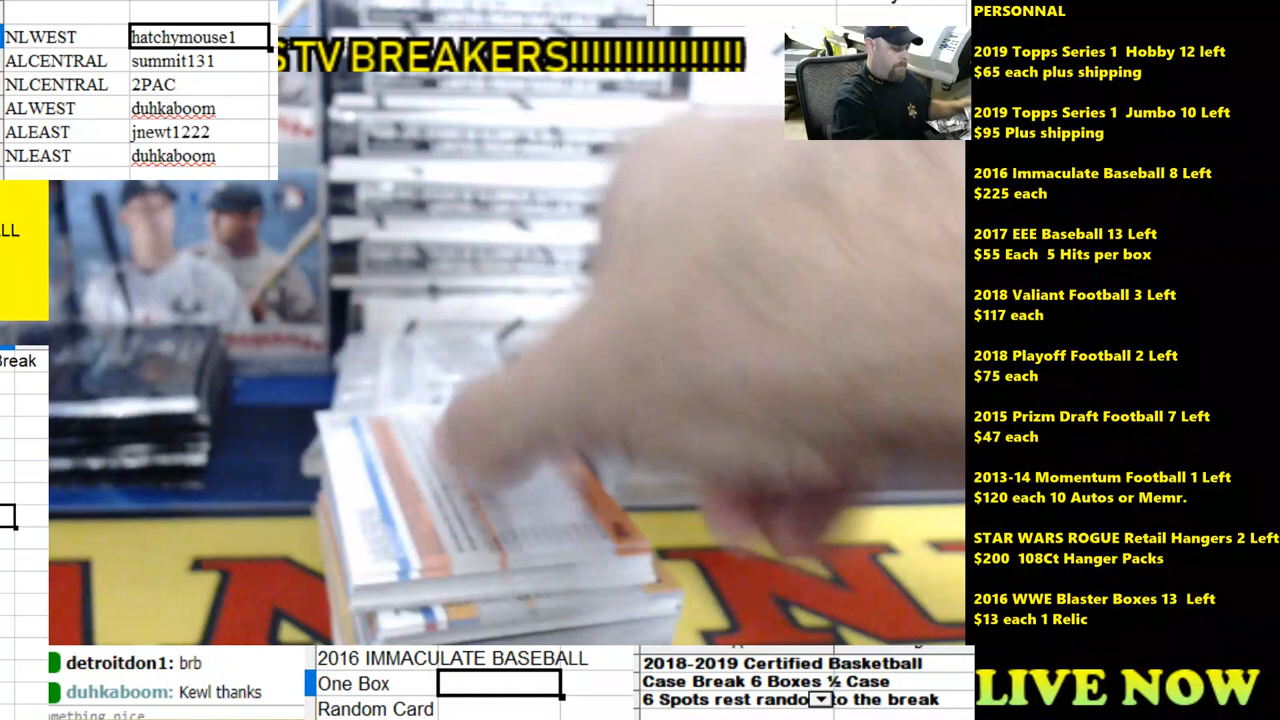 NLWEST hatchymouse1
ALCENTRAL summit131
NLCENTRAL 2PAC
ALWEST duhkaboom
ALEAST jnewt1222
NLEAST duhkaboom
S TV BREAKERS!!!!!!!!!!!!!!!!!!!!!
LL
Break
PERSONNAL
2019 Topps Series 1 Hobby 12 left
$65 each plus shipping
2019 Topps Series 1 Jumbo 10 Left
$95 Plus shipping
2016 Immaculate Baseball 8 Left
$225 each
2017 EEE Baseball 13 Left
$55 Each 5 Hits per box
2018 Valiant Football 3 Left
$117 each
2018 Playoff Football 2 Left
$75 each
2015 Prizm Draft Football 7 Left
$47 each
2013-14 Momentum Football 1 Left
$120 each 10 Autos or Memr.
STAR WARS ROGUE Retail Hangers 2 Left
$200 108Ct Hanger Packs
2016 WWE Blaster Boxes 13 Left
$13 each 1 Relic
LIVE NOW
detritdon1: brb
duhkaboom: Kewl thanks
2016 IMMACULATE BASEBALL
One Box
Random Card
2018-2019 Certified Basketball
Case Break 6 Boxes ½ Case
6 Spots rest rando to the break